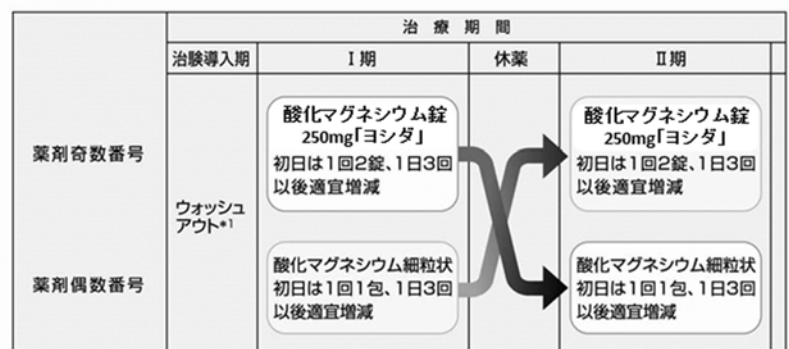 治療期間
治験導入期
Ⅰ期
休薬
Ⅱ期
薬剤奇数番号
ウォッシュ
アウト*1
酸化マグネシウム錠
250mg「ヨシダ」
初日は1回2錠、1日3回
以後適宜増減
酸化マグネシウム錠
250mg「ヨシダ」
初日は1回2錠、1日3回
以後適宜増減
薬剤偶数番号
酸化マグネシウム細粒状
初日は1回1包、1日3回
以後適宜増減
酸化マグネシウム細粒状
初日は1回1包、1日3回
以後適宜増減